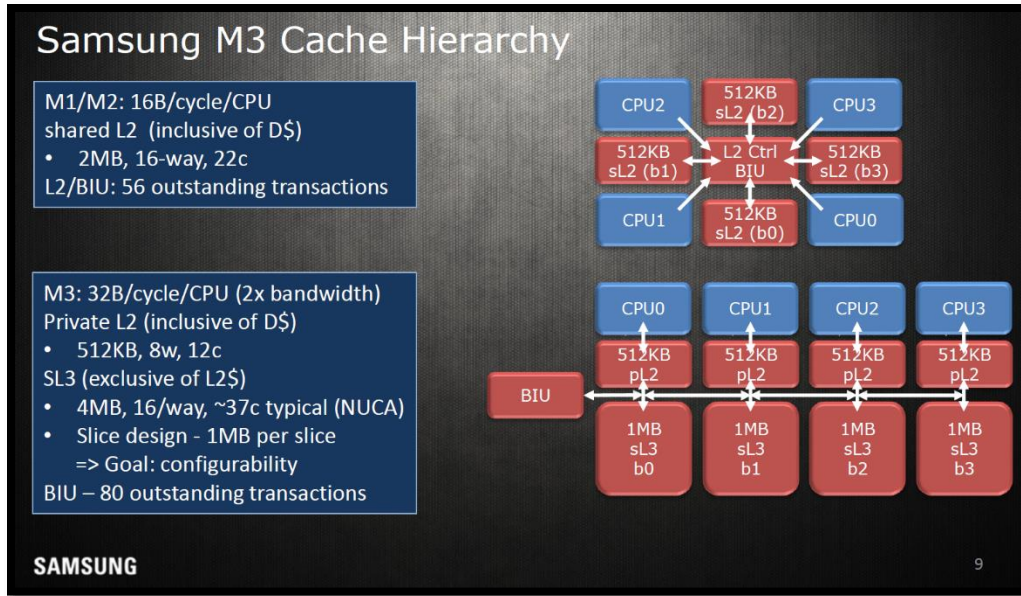 Samsung M3 Cache Hierarchy
M1/M2: 16B/cycle/CPU
shared L2 (inclusive of D$)
• 2MB, 16-way, 22c
L2/BIU: 56 outstanding transactions
CPU2
512KB
sL2 (b2)
CPU3
512KB
sL2 (b1)
L2 Ctrl
BIU
512KB
sL2 (b3)
CPU1
512KB
sL2 (b0)
CPU0
M3: 32B/cycle/CPU (2x bandwidth)
Private L2 (inclusive of D$)
• 512KB, 8w, 12c
SL3 (exclusive of L2$)
• 4MB, 16/way, ~37c typical (NUCA)
• Slice design - 1MB per slice
=> Goal: configurability
BIU – 80 outstanding transactions
CPU0
CPU1
CPU2
CPU3
512KB
pL2
512KB
pL2
512KB
pL2
512KB
pL2
BIU
1MB
sL3
b0
1MB
sL3
b1
1MB
sL3
b2
1MB
sL3
b3
SAMSUNG
9